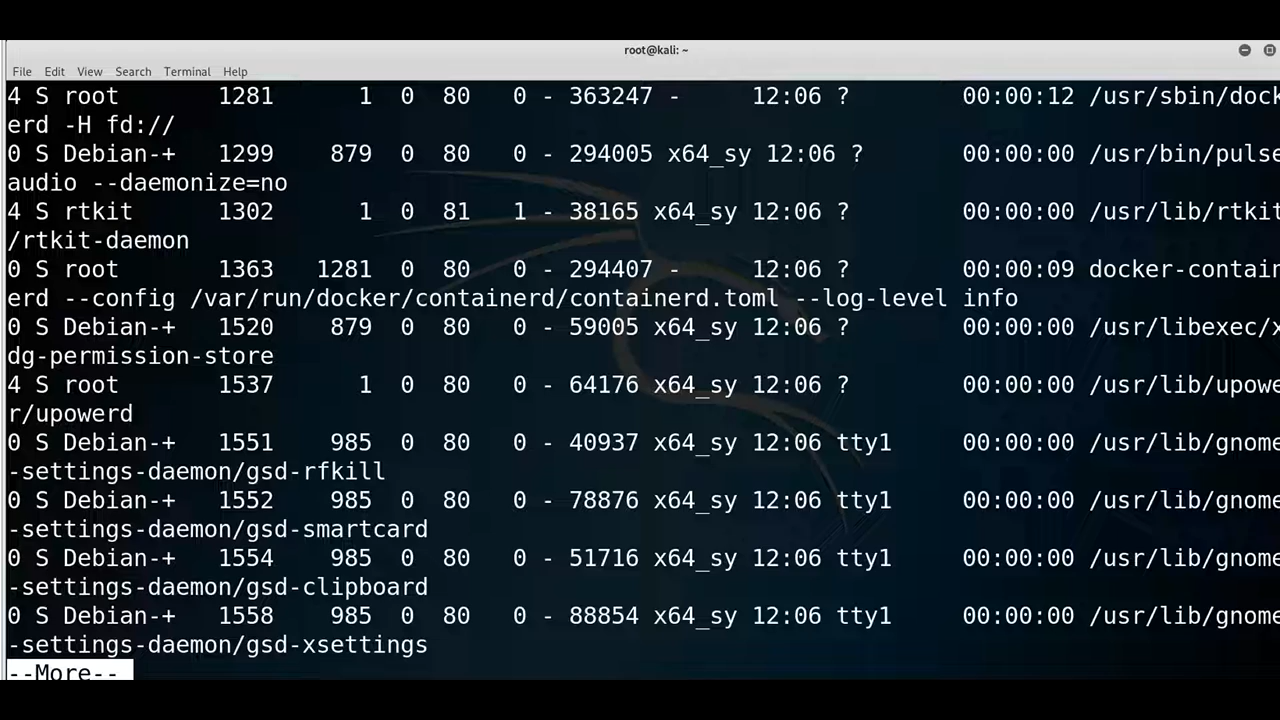 root@kali: ~
File Edit View Search Terminal Help
4 S root 1281 1 0 80 0 - 363247 - 12:06 ? 00:00:12 /usr/sbin/dock
erd -H fd://
0 S Debian-+ 1299 879 0 80 0 - 294005 x64_sy 12:06 ? 00:00:00 /usr/bin/pulse
audio --daemonize=no
4 S rtkit 1302 1 0 81 1 - 38165 x64_sy 12:06 ? 00:00:00 /usr/lib/rtkit
/rtkit-daemon
0 S root 1363 1281 0 80 0 - 294407 - 12:06 ? 00:00:09 docker-contain
erd --config /var/run/docker/containerd/containerd.toml --log-level info
0 S Debian-+ 1520 879 0 80 0 - 59005 x64_sy 12:06 ? 00:00:00 /usr/libexec/x
dg-permission-store
4 S root 1537 1 0 80 0 - 64176 x64_sy 12:06 ? 00:00:00 /usr/lib/upowe
r/upowerd
0 S Debian-+ 1551 985 0 80 0 - 40937 x64_sy 12:06 tty1 00:00:00 /usr/lib/gnome
-settings-daemon/gsd-rfkill
0 S Debian-+ 1552 985 0 80 0 - 78876 x64_sy 12:06 tty1 00:00:00 /usr/lib/gnome
-settings-daemon/gsd-smartcard
0 S Debian-+ 1554 985 0 80 0 - 51716 x64_sy 12:06 tty1 00:00:00 /usr/lib/gnome
-settings-daemon/gsd-clipboard
0 S Debian-+ 1558 985 0 80 0 - 88854 x64_sy 12:06 tty1 00:00:00 /usr/lib/gnome
-settings-daemon/gsd-xsettings
--More--